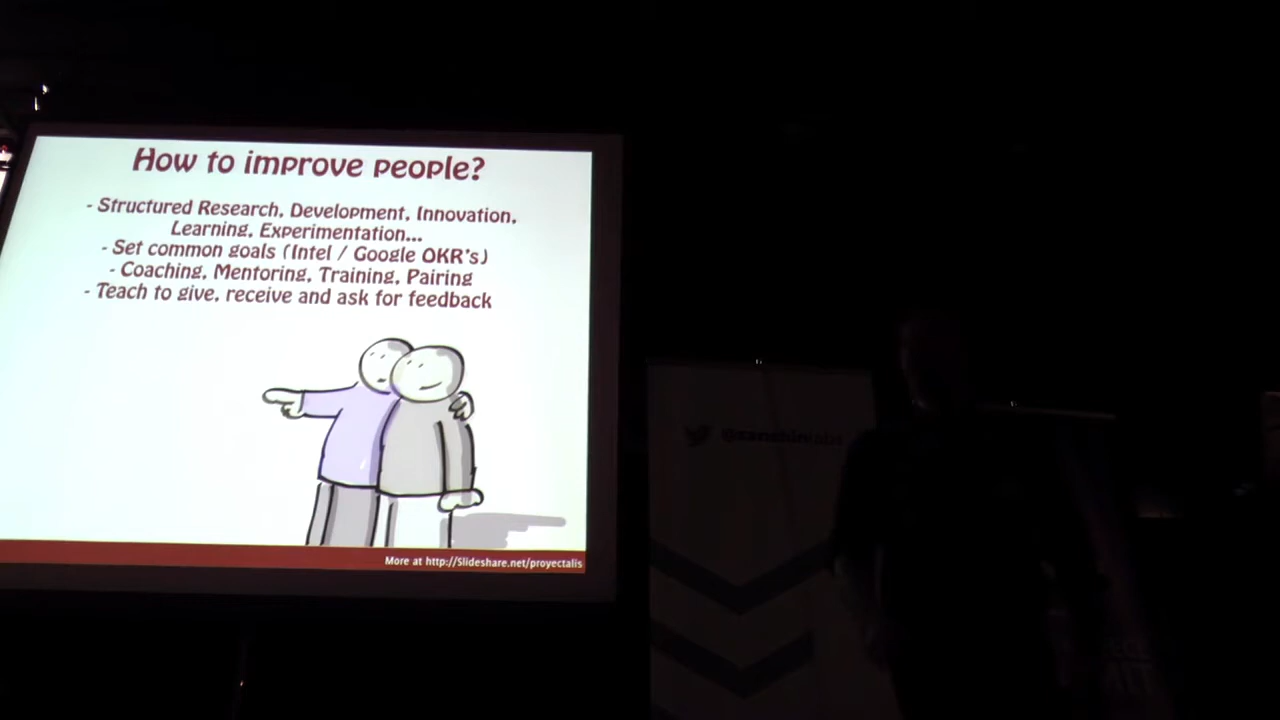 How to improve people?
- Structured Research, Development, Innovation,
Learning, Experimentation...
- Set common goals (Intel / Google OKR's)
- Coaching, Mentoring, Training, Pairing
- Teach to give, receive and ask for feedback
More at http://Slideshare.net/proyectalis